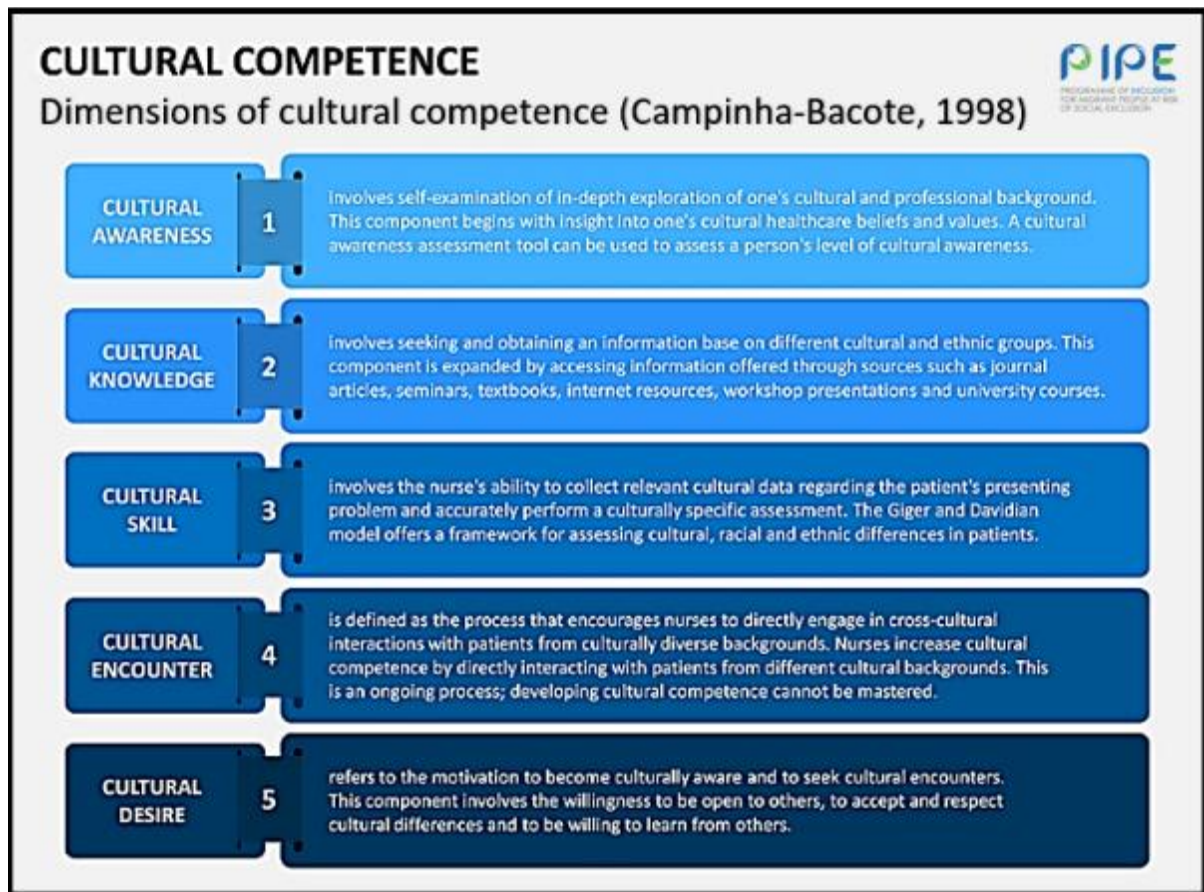 CULTURAL COMPETENCE
Dimensions of cultural competence (Campinha-Bacote, 1998)
PIPE
PROGRAMME OF INCLUSION
FOR MIGRANT PEOPLE AT RISK
OF SOCIAL EXCLUSION
CULTURAL
AWARENESS
1
involves self-examination of in-depth exploration of one's cultural and professional background.
This component begins with insight into one's cultural healthcare beliefs and values. A cultural
awareness assessment tool can be used to assess a person's level of cultural awareness.
CULTURAL
KNOWLEDGE
2
involves seeking and obtaining an information base on different cultural and ethnic groups. This
component is expanded by accessing information offered through sources such as journal
articles, seminars, textbooks, internet resources, workshop presentations and university courses.
CULTURAL
SKILL
3
involves the nurse's ability to collect relevant cultural data regarding the patient's presenting
problem and accurately perform a culturally specific assessment. The Giger and Davidian
model offers a framework for assessing cultural, racial and ethnic differences in patients.
CULTURAL
ENCOUNTER
4
is defined as the process that encourages nurses to directly engage in cross-cultural
interactions with patients from culturally diverse backgrounds. Nurses increase cultural
competence by directly interacting with patients from different cultural backgrounds. This
is an ongoing process; developing cultural competence cannot be mastered.
CULTURAL
DESIRE
5
refers to the motivation to become culturally aware and to seek cultural encounters.
This component involves the willingness to be open to others, to accept and respect
cultural differences and to be willing to learn from others.